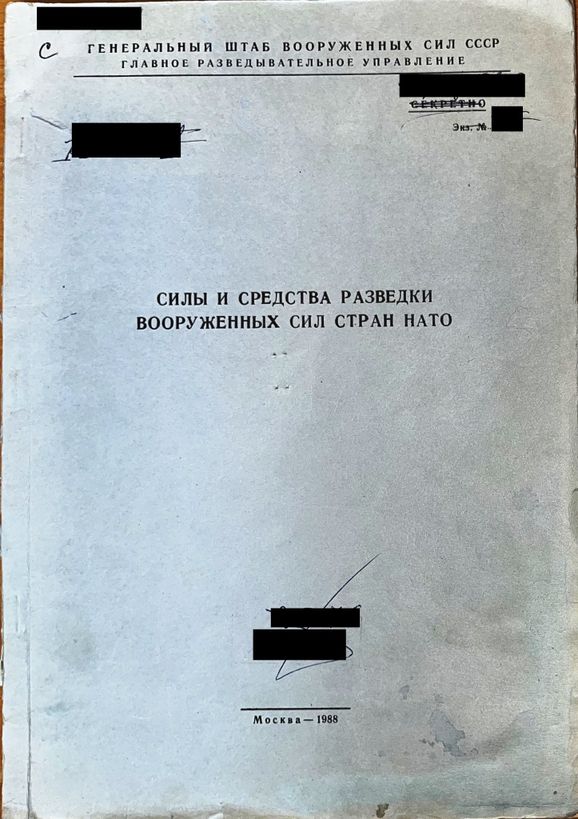 С ГЕНЕРАЛЬНЫЙ ШТАБ ВООРУЖЕННЫХ СИЛ СССР
ГЛАВНОЕ РАЗВЕДЫВАТЕЛЬНОЕ УПРАВЛЕНИЕ
СЕКРЕТНО
Экз. №
СИЛЫ И СРЕДСТВА РАЗВЕДКИ
ВООРУЖЕННЫХ СИЛ СТРАН НАТО
Москва — 1988